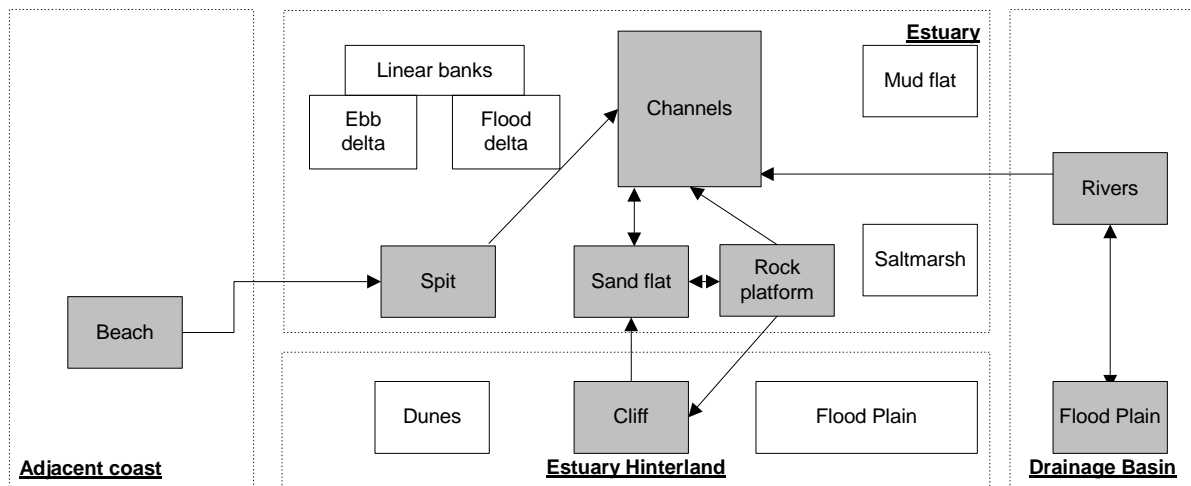 Estuary
Linear banks
Ebb
delta
Flood
delta
Channels
Mud flat
Rivers
Spit
Sand flat
Rock
platform
Saltmarsh
Beach
Dunes
Cliff
Flood Plain
Flood Plain
Adjacent coast
Estuary Hinterland
Drainage Basin